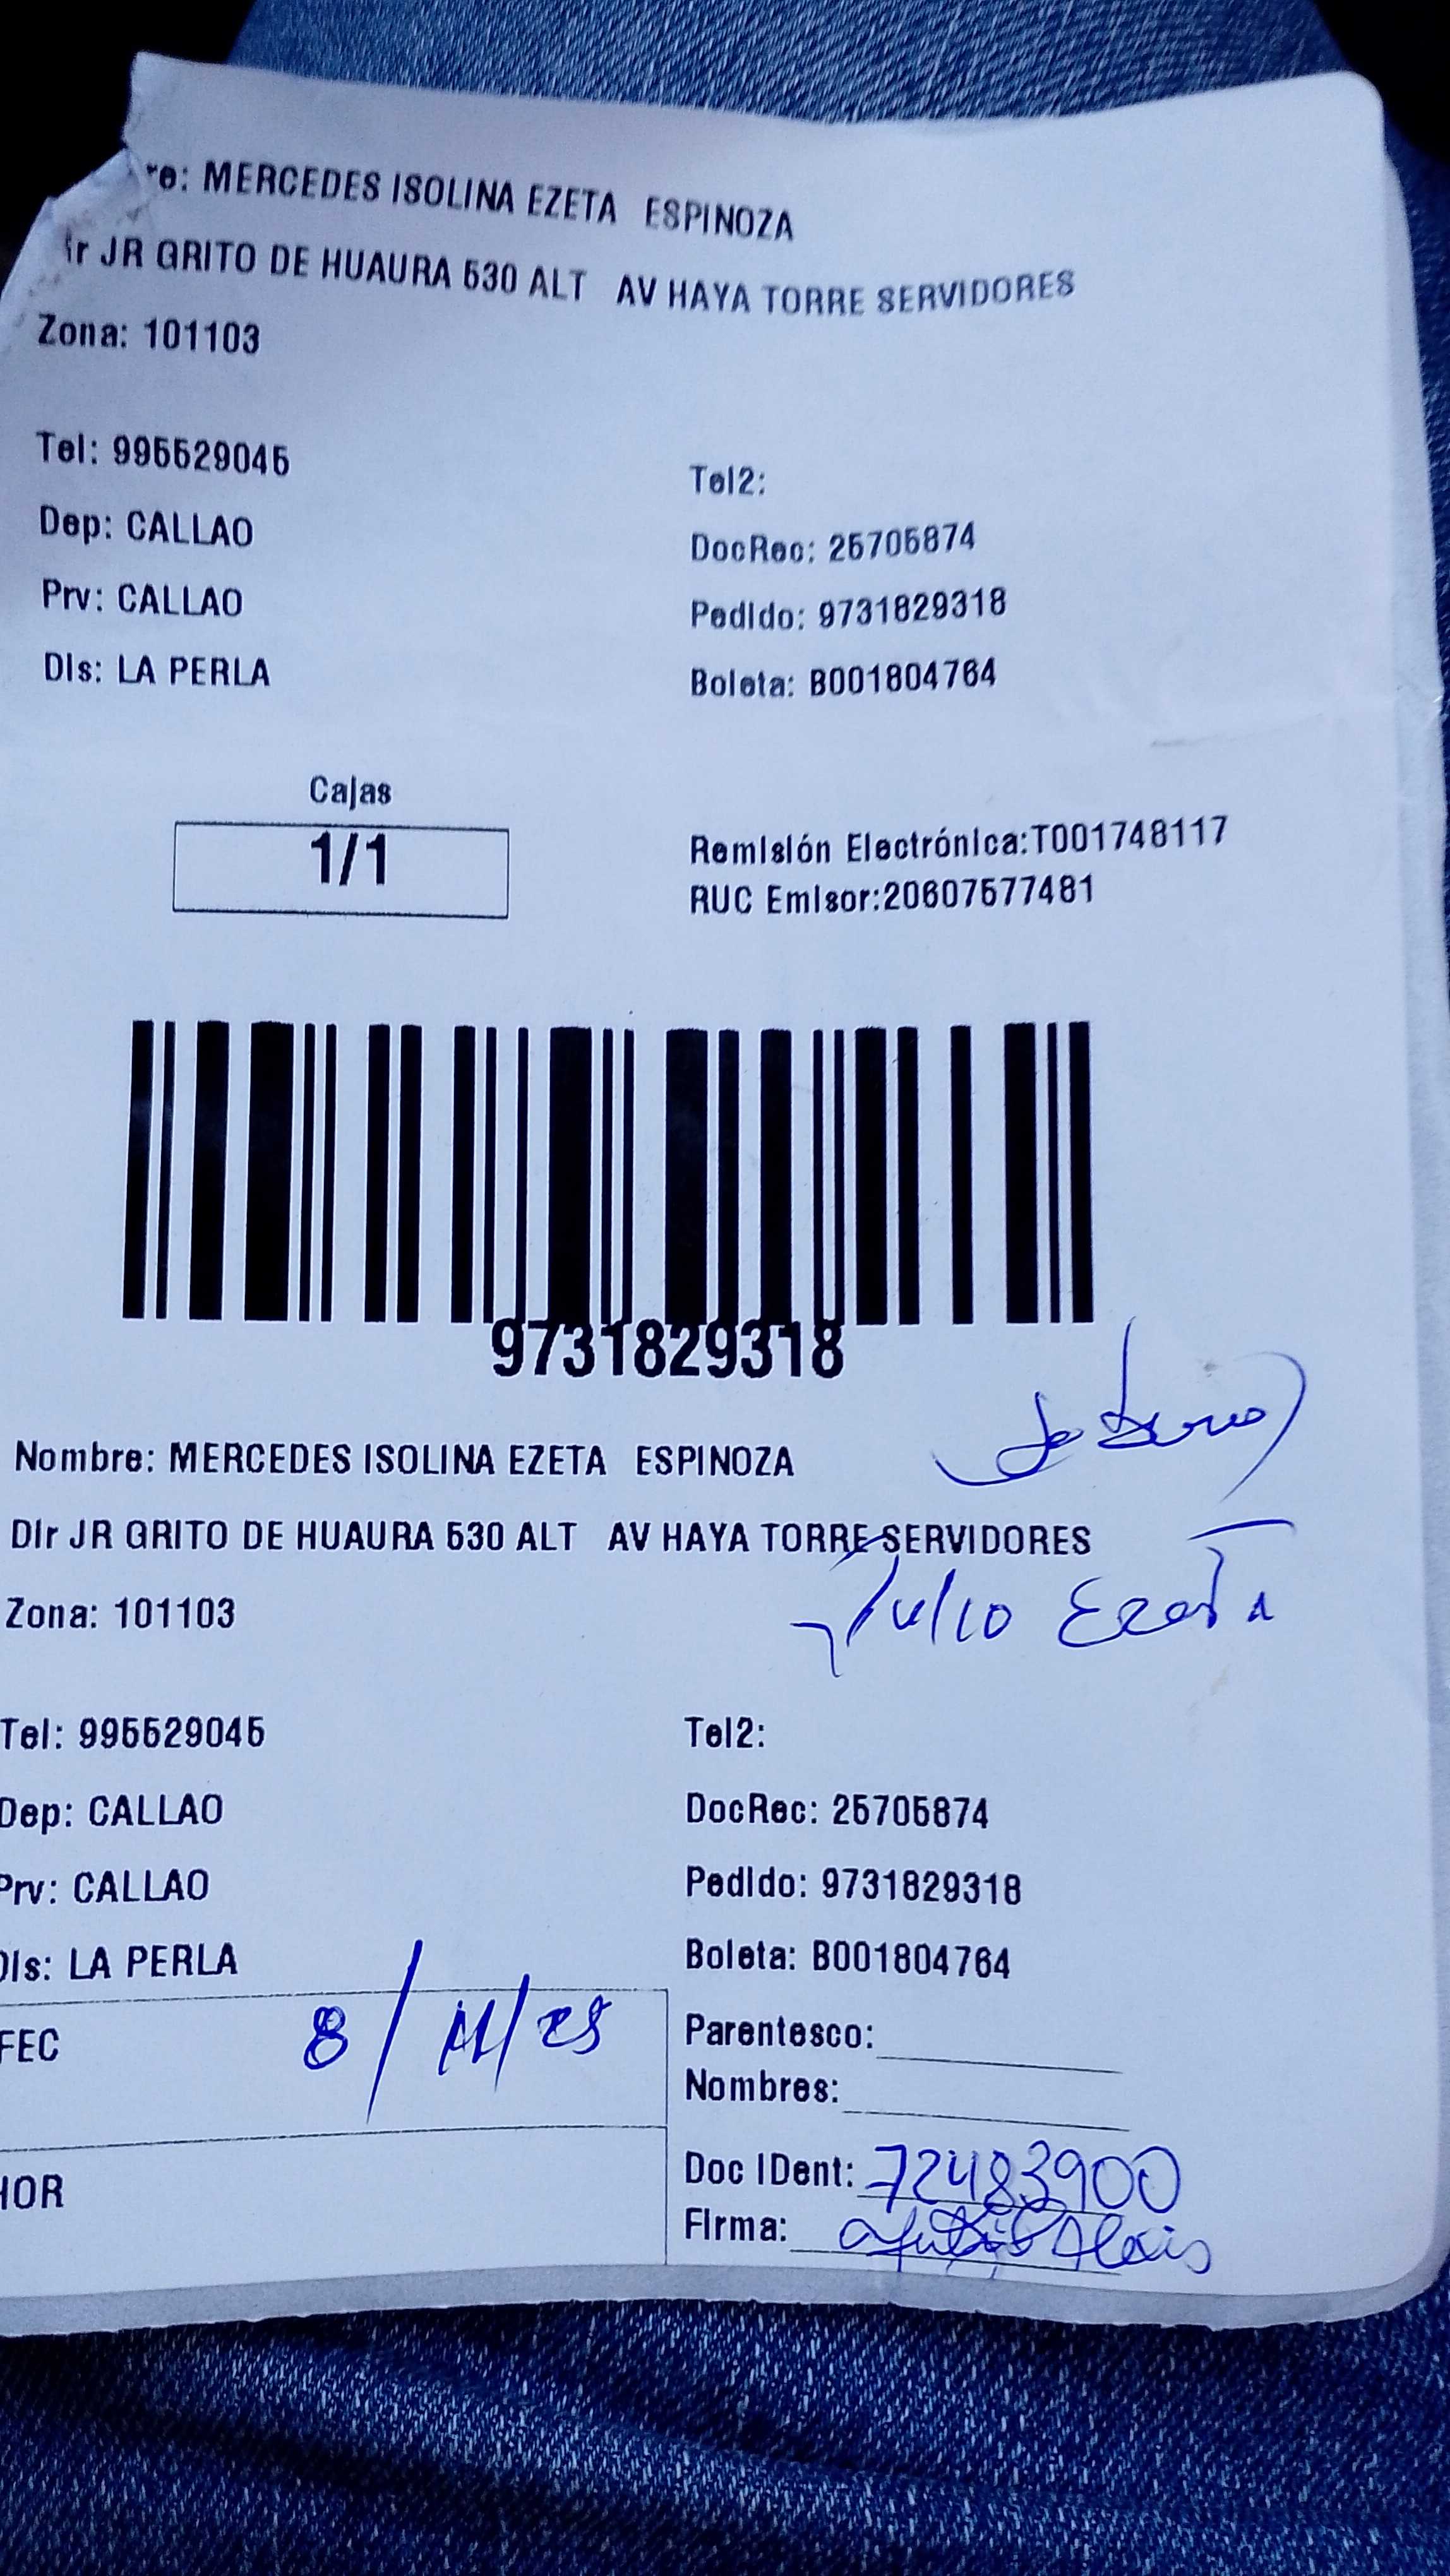 re: MERCEDES ISOLINA EZETA ESPINOZA
ir JR GRITO DE HUAURA 530 ALT AV HAYA TORRE SERVIDORES
Zona: 101103
Tel: 995529045
Tel2:
Dep: CALLAO
DocRec: 25705874
Prv: CALLAO
Pedido: 9731829318
Dis: LA PERLA
Boleta: B001804764
Cajas
1/1
Remisión Electrónica:T001748117
RUC Emisor:20607577481
9731829318
Nombre: MERCEDES ISOLINA EZETA ESPINOZA
Dir JR GRITO DE HUAURA 530 ALT AV HAYA TORRE SERVIDORES
Julio Ezeta
Zona: 101103
Tel: 995529045
Tel2:
Dep: CALLAO
DocRec: 25705874
Prv: CALLAO
Pedido: 9731829318
Dis: LA PERLA
Boleta: B001804764
FEC 8/11/25
Parentesco:
Nombres:
HOR
Doc IDent: 72483900
Firma: